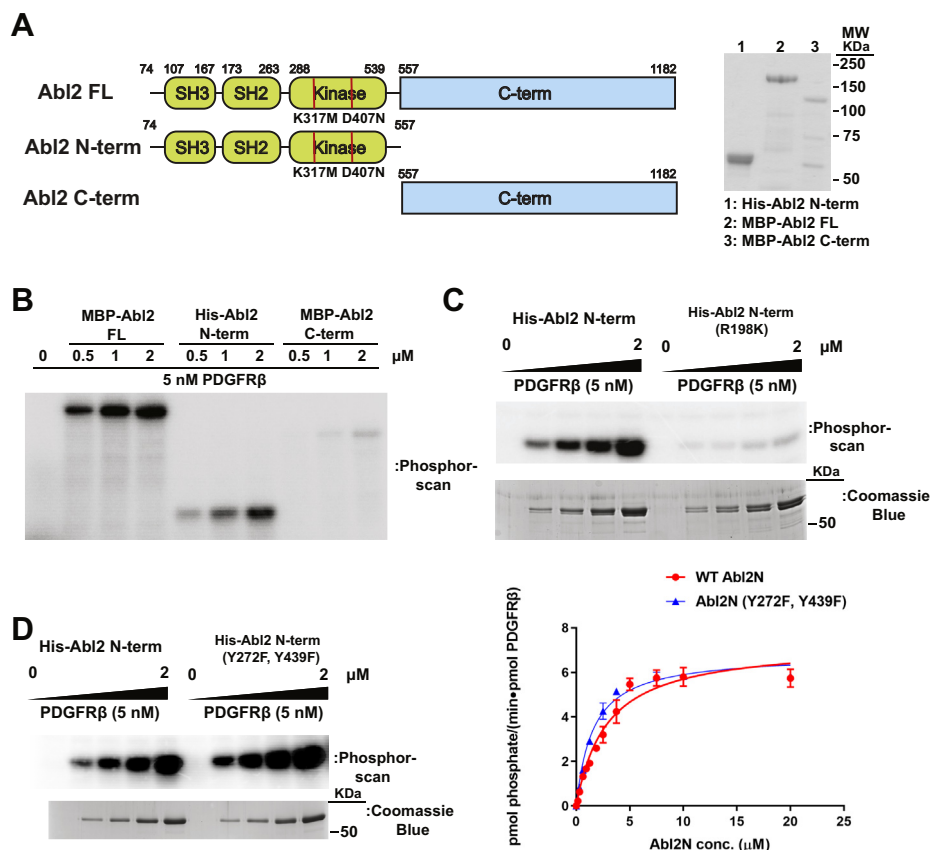 A
74 107 167 173 263 288 539 557 1182
Abl2 FL SH3 SH2 Kinase C-term
K317M D407N
74 557
Abl2 N-term SH3 SH2 Kinase
K317M D407N
557 1182
Abl2 C-term C-term
MW
1 2 3 KDa
250
150
100
75
50
1: His-Abl2 N-term
2: MBP-Abl2 FL
3: MBP-Abl2 C-term
B
MBP-Abl2 His-Abl2 MBP-Abl2
FL N-term C-term
0 0.5 1 2 0.5 1 2 0.5 1 2 μM
5 nM PDGFRβ
:Phosphor-
scan
C
His-Abl2 N-term His-Abl2 N-term
(R198K)
0 2 0 2 μM
PDGFRβ (5 nM) PDGFRβ (5 nM)
:Phosphor-
scan
KDa
:Coomassie
Blue
50
D
His-Abl2 N-term His-Abl2 N-term
(Y272F, Y439F)
0 2 0 2 μM
PDGFRβ (5 nM) PDGFRβ (5 nM)
:Phosphor-
scan
KDa
:Coomassie
Blue
50
WT Abl2N
Abl2N (Y272F, Y439F)
pmol phosphate/(min•pmol PDGFRβ)
8
6
4
2
0
0 5 10 15 20 25
Abl2N conc. (μM)